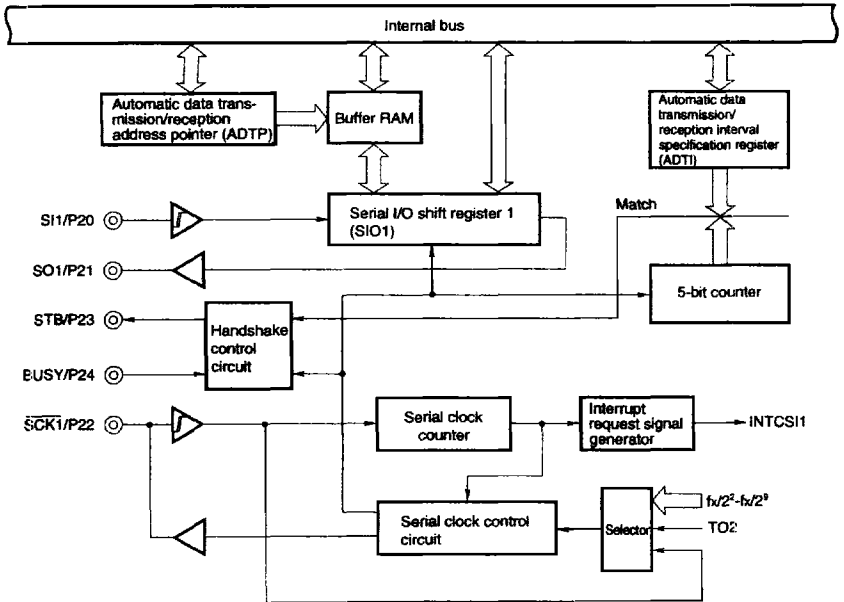 Internal bus
Automatic data trans-
mission/reception
address pointer (ADTP)
Buffer RAM
Automatic data
transmission/
reception interval
specification register
(ADTI)
SI1/P20
Serial I/O shift register 1
(SIO1)
Match
SO1/P21
5-bit counter
STB/P23
Handshake
control
circuit
BUSY/P24
SCK1/P22
Serial clock
counter
Interrupt
request signal
generator
INTCSI1
Serial clock control
circuit
Selector
fx/2²-fx/2⁹
TO2